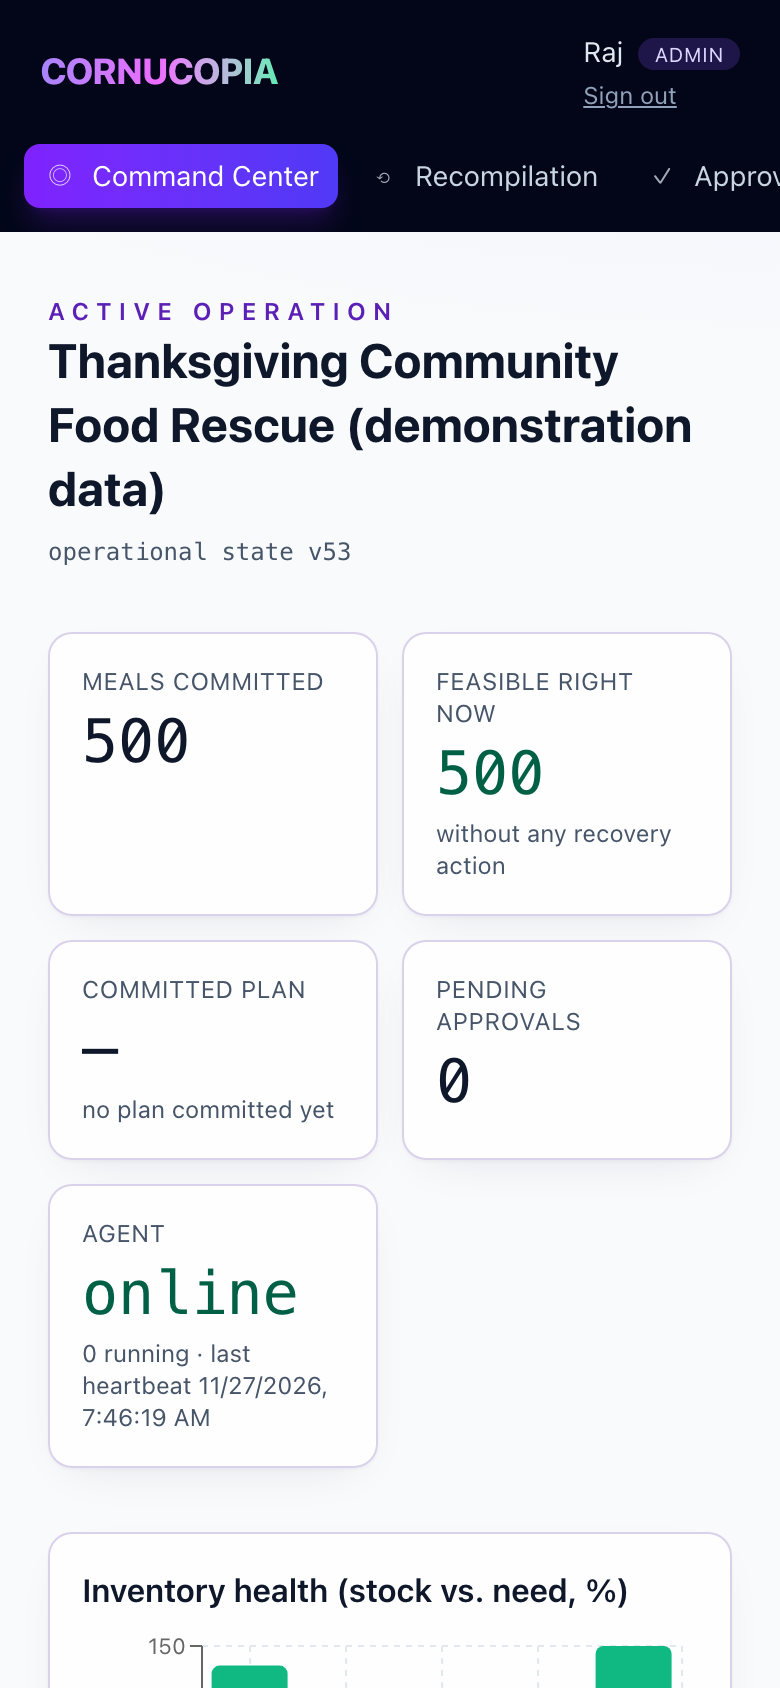 CORNUCOPIA
Raj ADMIN
Sign out
Command Center
Recompilation
Approv
ACTIVE OPERATION
Thanksgiving Community
Food Rescue (demonstration
data)
operational state v53
MEALS COMMITTED
500
FEASIBLE RIGHT
NOW
500
without any recovery
action
COMMITTED PLAN
—
no plan committed yet
PENDING
APPROVALS
0
AGENT
online
0 running · last
heartbeat 11/27/2026,
7:46:19 AM
Inventory health (stock vs. need, %)
150